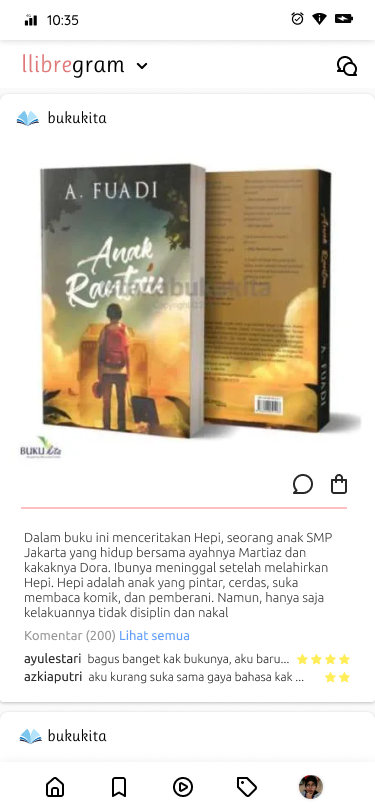 10:35
llibregram
bukukita
A. FUADI
Anak
Rantau
Anak Rantau
A. FUADI
BUKU kita
Dalam buku ini menceritakan Hepi, seorang anak SMP
Jakarta yang hidup bersama ayahnya Martiaz dan
kakaknya Dora. Ibunya meninggal setelah melahirkan
Hepi. Hepi adalah anak yang pintar, cerdas, suka
membaca komik, dan pemberani. Namun, hanya saja
kelakuannya tidak disiplin dan nakal
Komentar (200) Lihat semua
ayulestari bagus banget kak bukunya, aku baru...
azkiaputri aku kurang suka sama gaya bahasa kak ...
bukukita